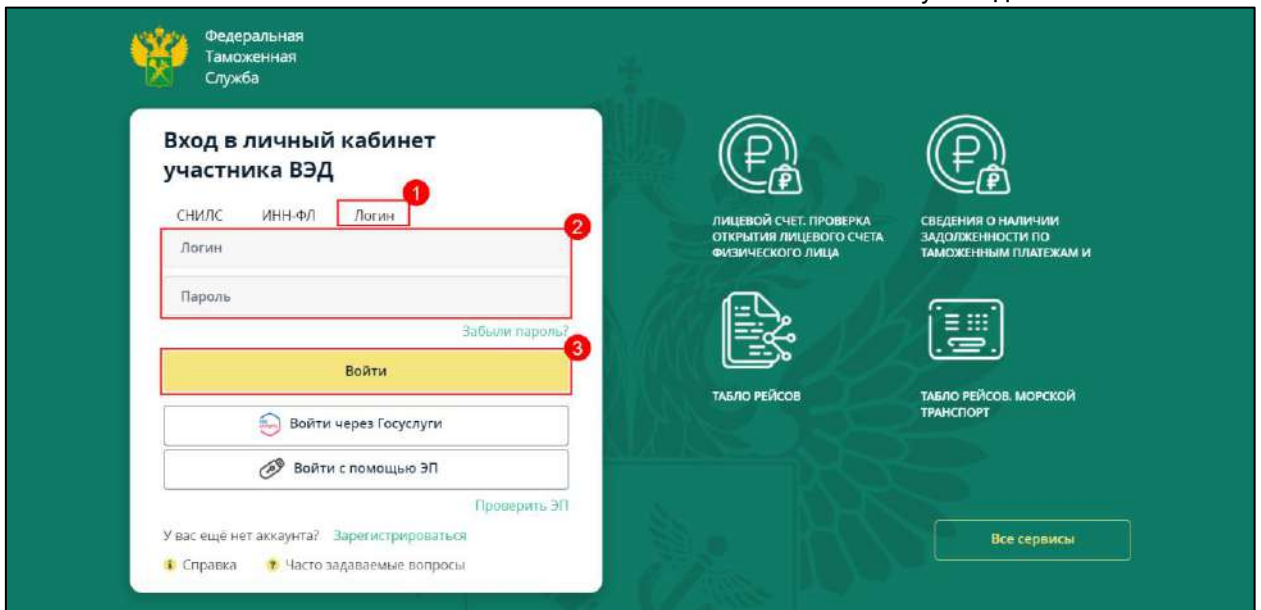 Федеральная
Таможенная
Служба
Вход в личный кабинет
участника ВЭД
1
СНИЛС ИНН-ФЛ Логин
2
Логин
Пароль
Забыли пароль?
3
Войти
Войти через Госуслуги
Войти с помощью ЭП
Проверить ЭП
У вас ещё нет аккаунта? Зарегистрироваться
Справка Часто задаваемые вопросы
ЛИЦЕВОЙ СЧЕТ. ПРОВЕРКА
ОТКРЫТИЯ ЛИЦЕВОГО СЧЕТА
ФИЗИЧЕСКОГО ЛИЦА
СВЕДЕНИЯ О НАЛИЧИИ
ЗАДОЛЖЕННОСТИ ПО
ТАМОЖЕННЫМ ПЛАТЕЖАМ И
ТАБЛО РЕЙСОВ
ТАБЛО РЕЙСОВ. МОРСКОЙ
ТРАНСПОРТ
Все сервисы